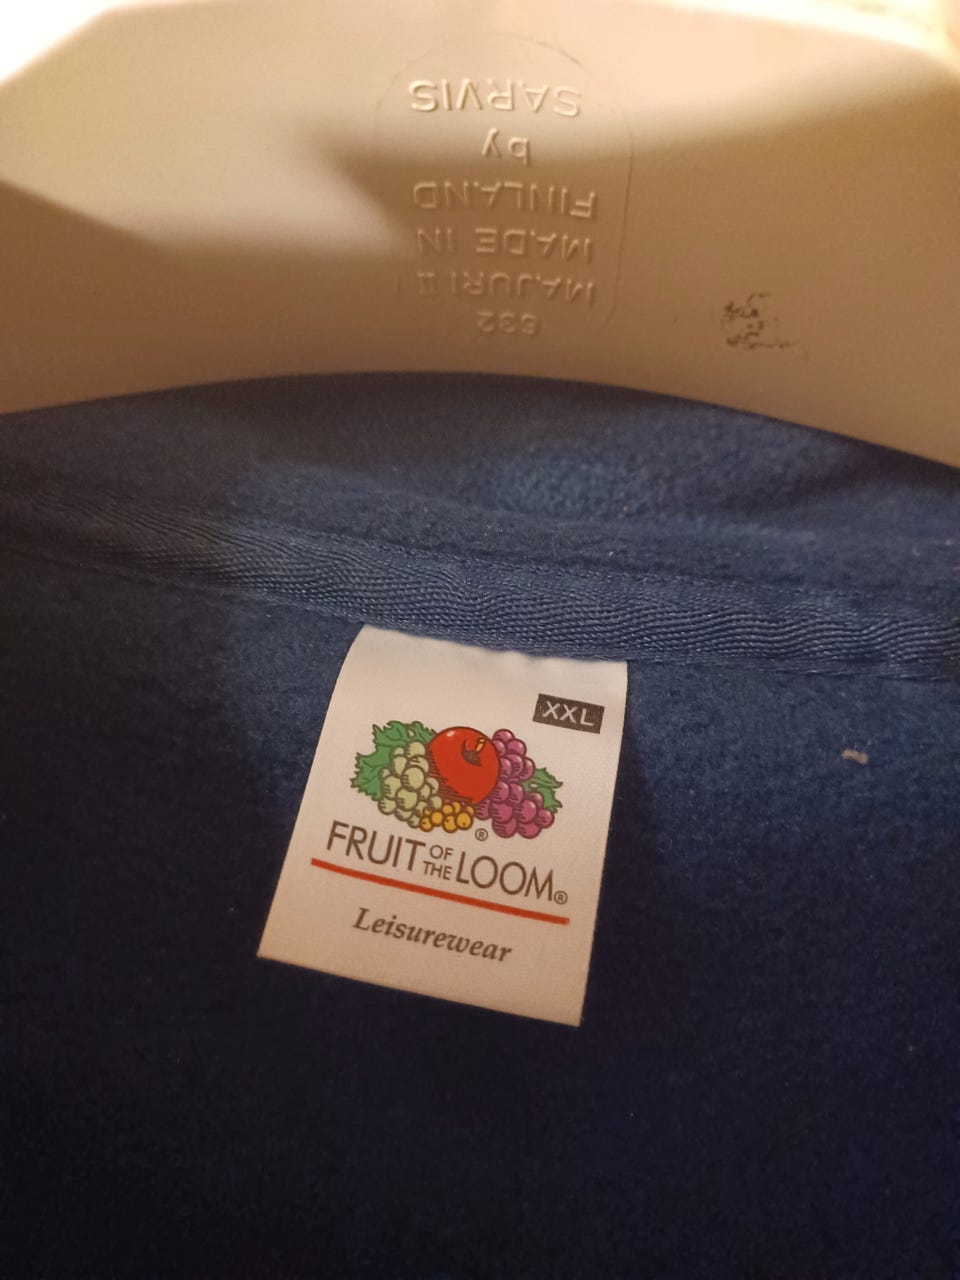 632
MAJURI II
MADE IN
FINLAND
by
SARVIS
XXL
FRUIT OF THE LOOM®
Leisurewear